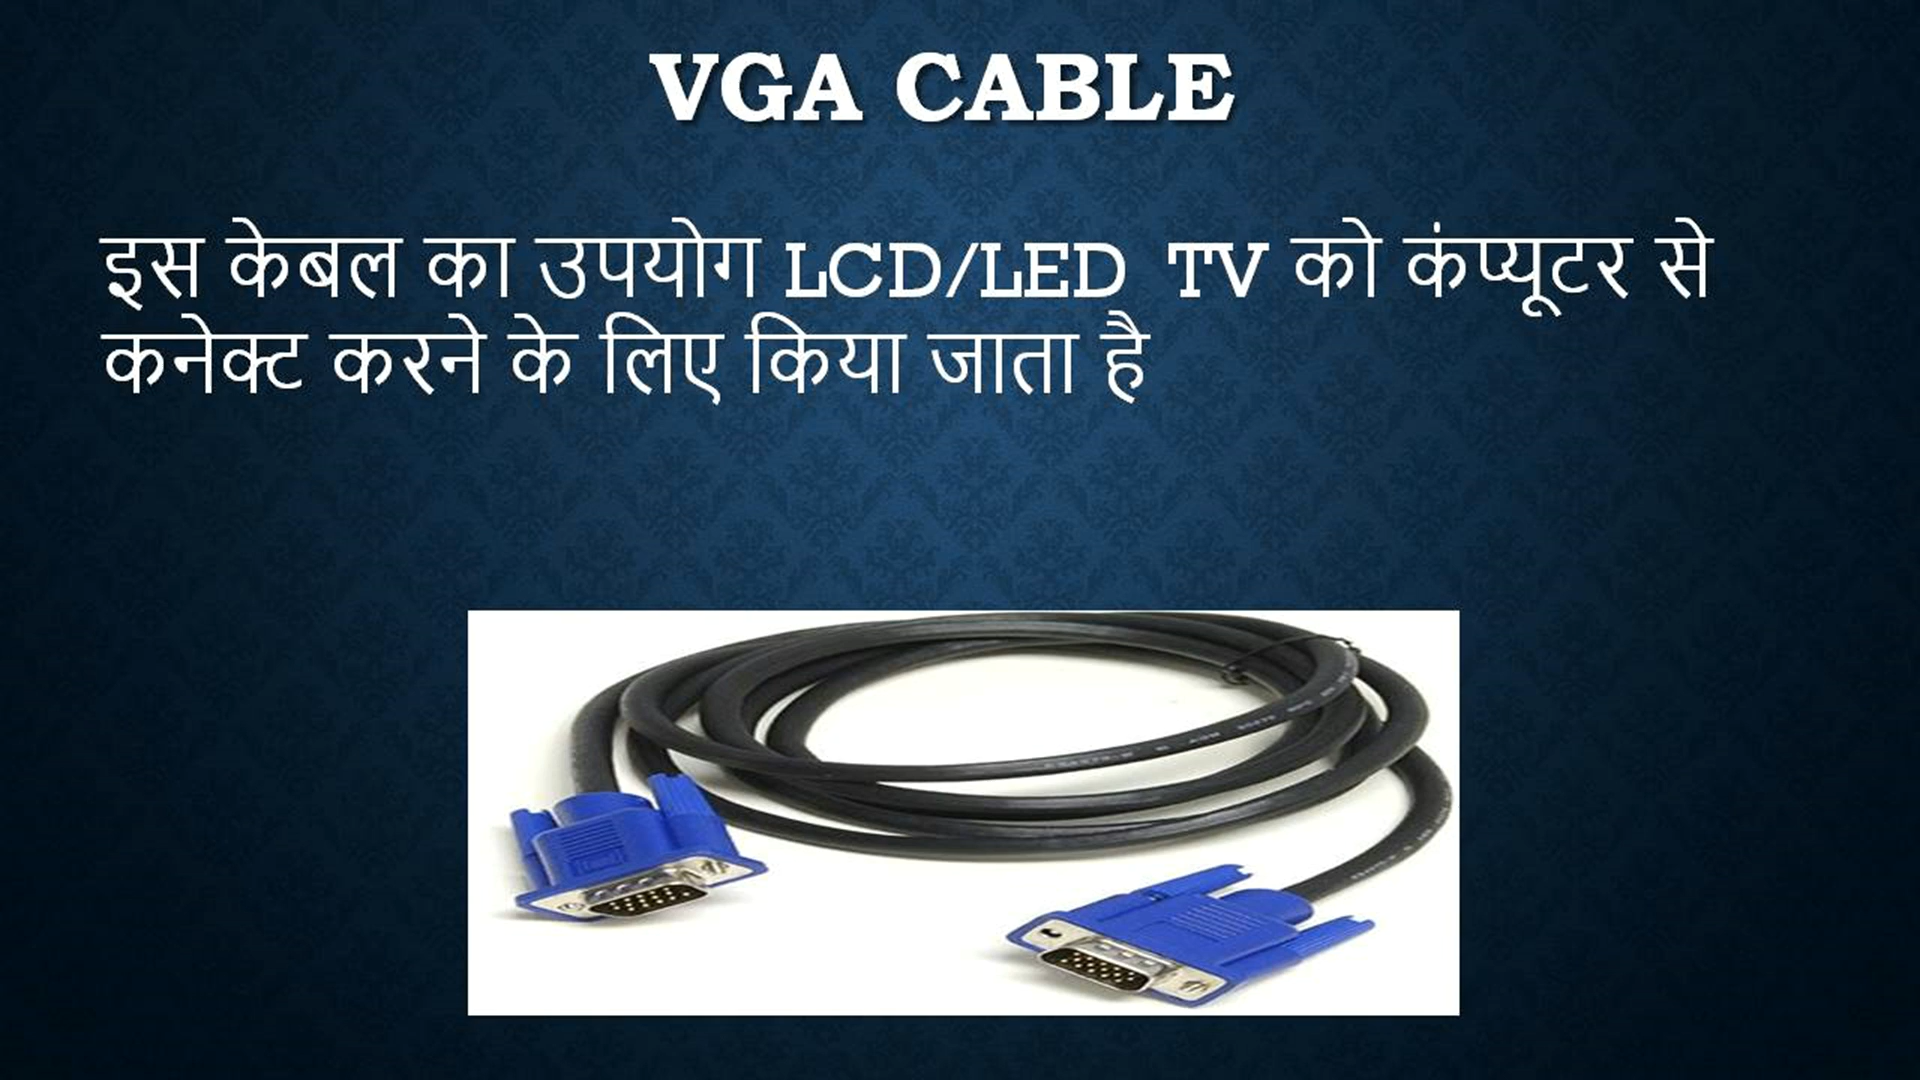 VGA CABLE
इस केबल का उपयोग LCD/LED TV को कंप्यूटर से
कनेक्ट करने के लिए किया जाता है